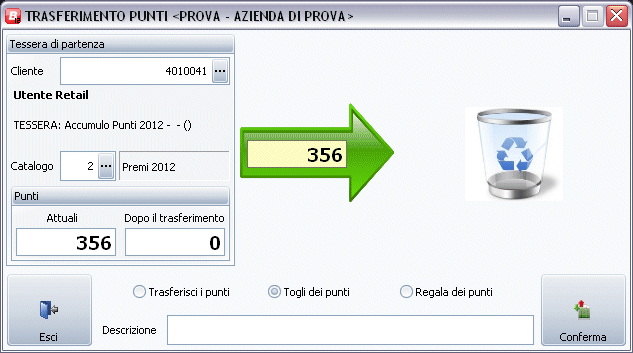 TRASFERIMENTO PUNTI <PROVA - AZIENDA DI PROVA>
Tessera di partenza
Cliente 4010041 ...
Utente Retail
TESSERA: Accumulo Punti 2012 - - ()
Catalogo 2 ... Premi 2012
Punti
Attuali Dopo il trasferimento
356 0
356
Trasferisci i punti Togli dei punti Regala dei punti
Descrizione
Esci
Conferma